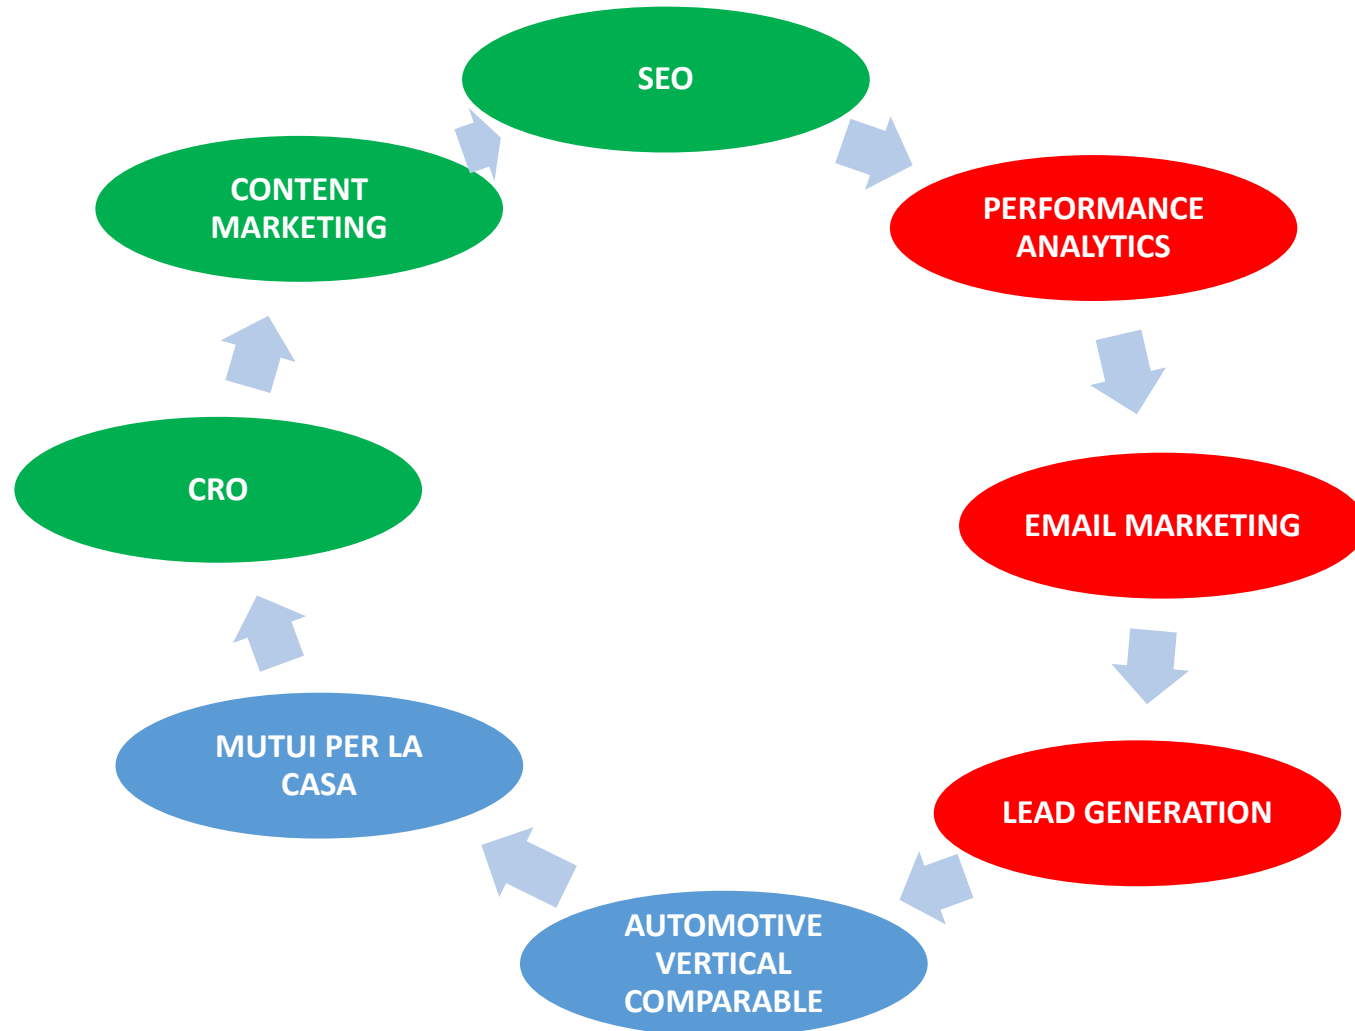 SEO
PERFORMANCE
ANALYTICS
EMAIL MARKETING
LEAD GENERATION
AUTOMOTIVE
VERTICAL
COMPARABLE
MUTUI PER LA
CASA
CRO
CONTENT
MARKETING